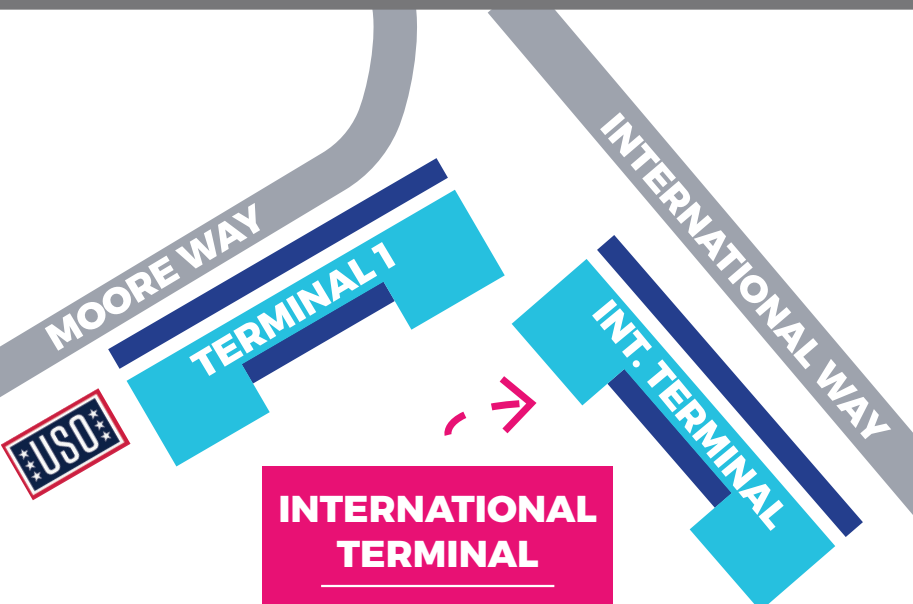 INTERNATIONAL WAY
MOORE WAY
TERMINAL 1
INT. TERMINAL
USO
INTERNATIONAL
TERMINAL